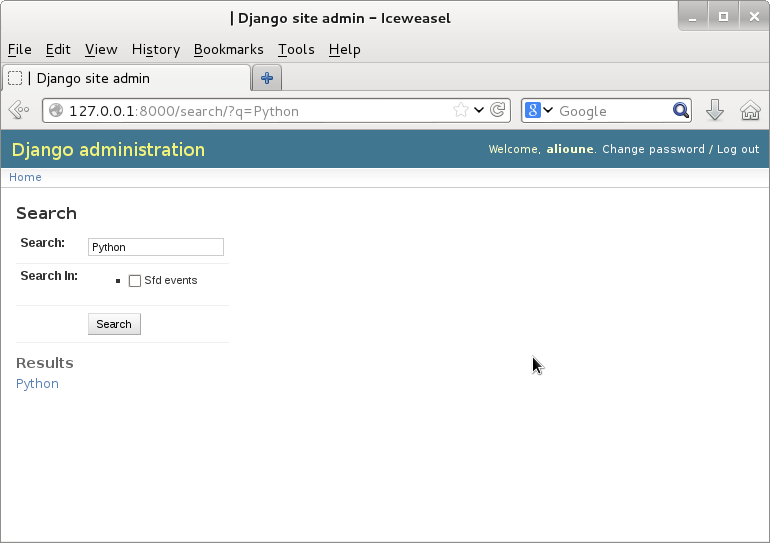 | Django site admin – Iceweasel
File Edit View History Bookmarks Tools Help
| Django site admin
127.0.0.1:8000/search/?q=Python
Google
Django administration
Welcome, alioune. Change password / Log out
Home
Search
Search:
Python
Search In:
Sfd events
Search
Results
Python